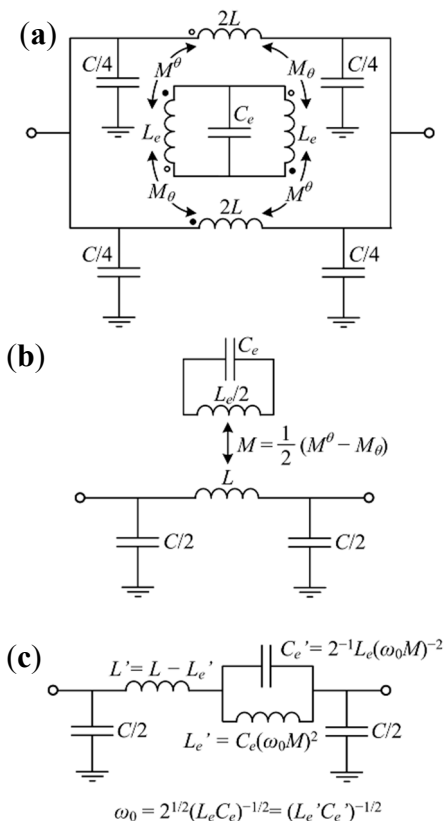 (a)
2L
C/4
M^θ
M_θ
C/4
L_e
C_e
L_e
M_θ
M^θ
2L
C/4
C/4
(b)
C_e
L_e/2
M = 1/2 (M^θ − M_θ)
L
C/2
C/2
(c)
C_e' = 2^−1L_e(ω_0M)^−2
L' = L − L_e'
C/2
L_e' = C_e(ω_0M)^2
C/2
ω_0 = 2^1/2(L_eC_e)^−1/2 = (L_e'C_e')^−1/2